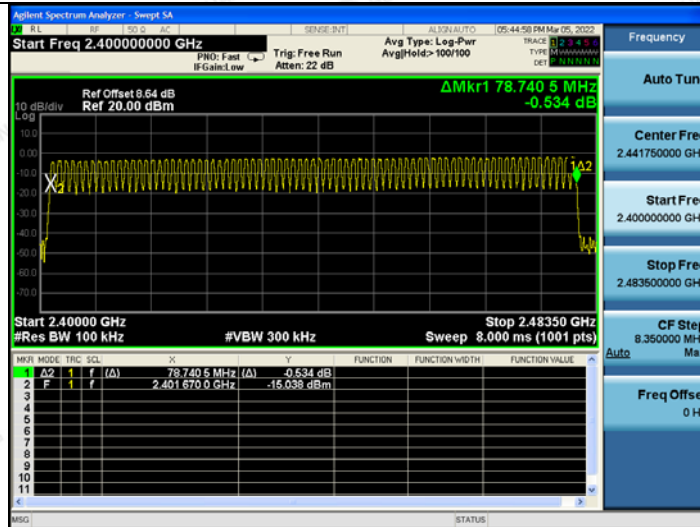 Agilent Spectrum Analyzer - Swept SA
RL RF 50 Ω AC SENSE:INT ALIGN AUTO 05:44:58 PM Mar 05, 2022
Start Freq 2.400000000 GHz
PNO: Fast
IFGain:Low
Trig: Free Run
Atten: 22 dB
Avg Type: Log-Pwr
Avg|Hold:> 100/100
TRACE 1 2 3 4 5 6
TYPE M
DET P N N N N N
Ref Offset 8.64 dB
10 dB/div Ref 20.00 dBm
Log
ΔMkr1 78.740 5 MHz
-0.534 dB
10.0
0.00
-10.0
-20.0
-30.0
-40.0
-50.0
-60.0
-70.0
2
1Δ2
Start 2.40000 GHz Stop 2.48350 GHz
#Res BW 100 kHz #VBW 300 kHz Sweep 8.000 ms (1001 pts)
MKR MODE TRC SCL X Y FUNCTION FUNCTION WIDTH FUNCTION VALUE
1 Δ2 1 f (Δ) 78.740 5 MHz (Δ) -0.534 dB
2 F 1 f 2.401 670 0 GHz -15.038 dBm
3
4
5
6
7
8
9
10
11
MSG STATUS
Frequency
Auto Tun
Center Fre
2.441750000 GH
Start Fre
2.400000000 GH
Stop Fre
2.483500000 GH
CF Step
8.350000 MH
Auto Ma
Freq Offse
0 H